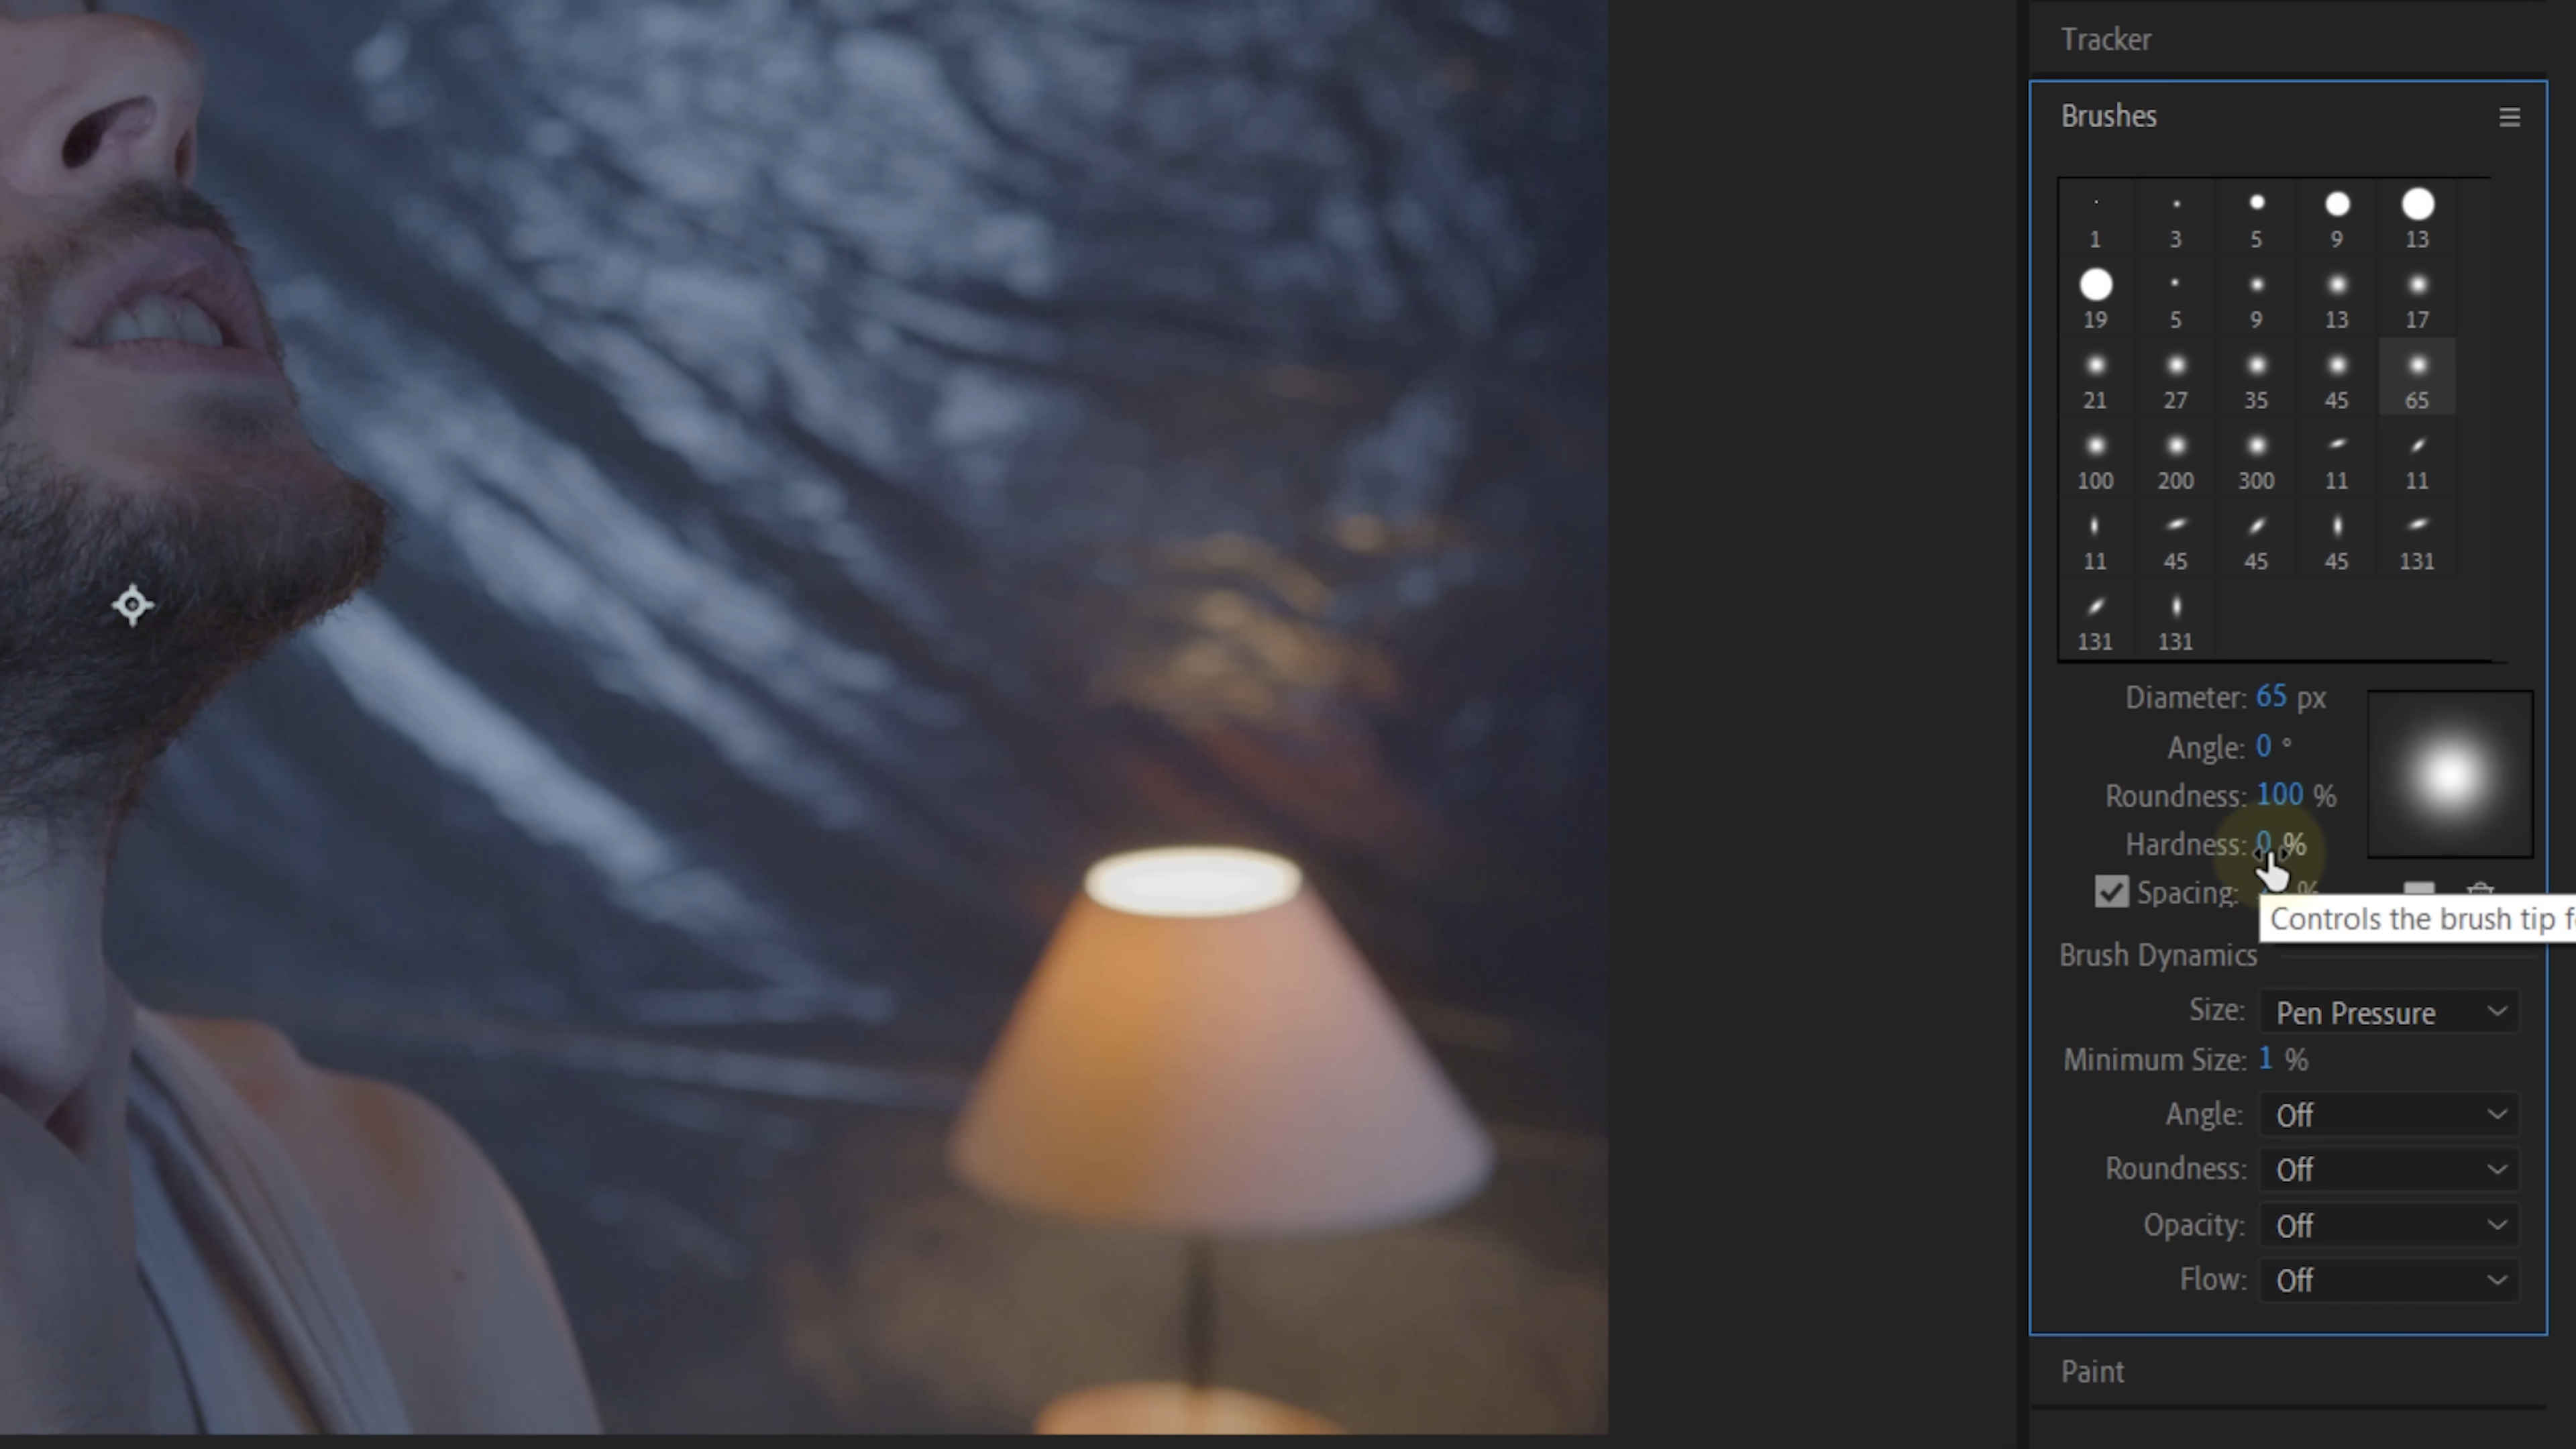 Tracker
Brushes
1 3 5 9 13
19 5 9 13 17
21 27 35 45 65
100 200 300 11 11
11 45 45 45 131
131 131
Diameter: 65 px
Angle: 0 °
Roundness: 100 %
Hardness: 0 %
Spacing: %
Controls the brush tip
Brush Dynamics
Size: Pen Pressure
Minimum Size: 1 %
Angle: Off
Roundness: Off
Opacity: Off
Flow: Off
Paint